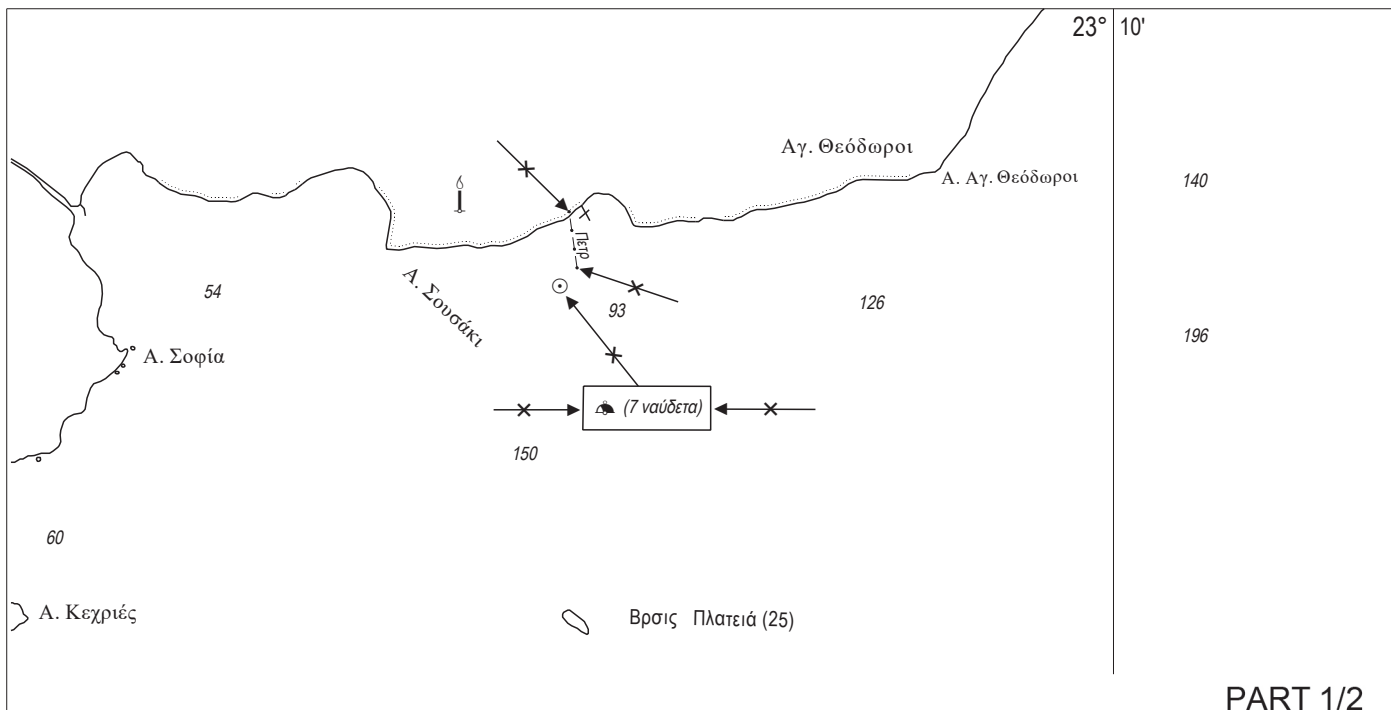 23° 10'
Αγ. Θεόδωροι
Α. Αγ. Θεόδωροι
140
Πετρ
Α. Σουσάκι
54
93
126
196
Α. Σοφία
(7 ναύδετα)
150
60
Α. Κεχριές
Βρσις Πλατειά (25)
PART 1/2